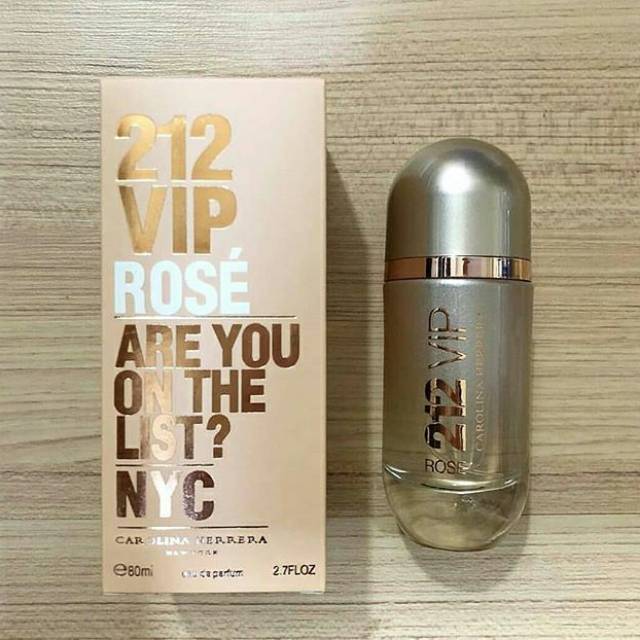 212
VIP
ROSÉ
ARE YOU
ON THE
LIST?
NYC
CAROLINA HERRERA
NEW YORK
℮80ml eau de parfum 2.7FLOZ
212 VIP
ROSÉ
CAROLINA HERRERA